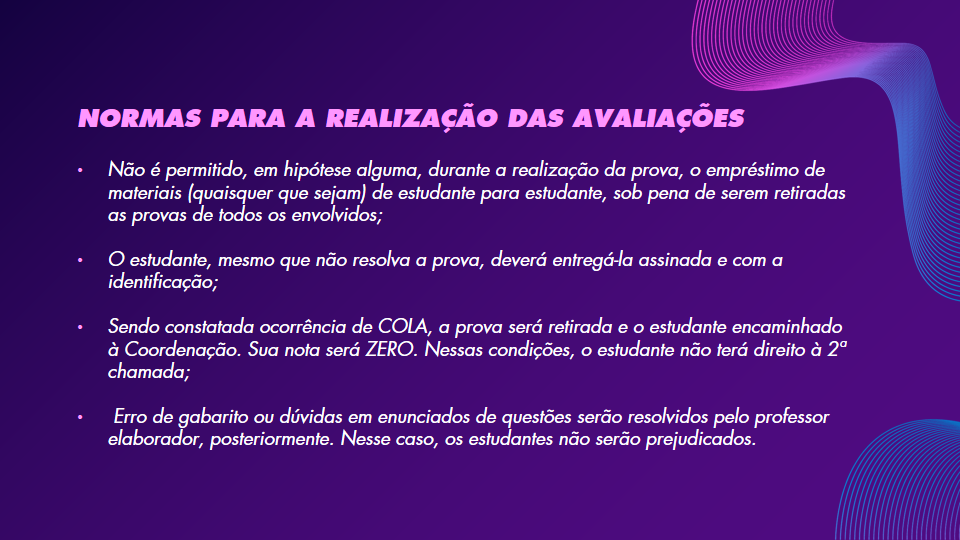 NORMAS PARA A REALIZAÇÃO DAS AVALIAÇÕES
• Não é permitido, em hipótese alguma, durante a realização da prova, o empréstimo de
materiais (quaisquer que sejam) de estudante para estudante, sob pena de serem retiradas
as provas de todos os envolvidos;
• O estudante, mesmo que não resolva a prova, deverá entregá-la assinada e com a
identificação;
• Sendo constatada ocorrência de COLA, a prova será retirada e o estudante encaminhado
à Coordenação. Sua nota será ZERO. Nessas condições, o estudante não terá direito à 2ª
chamada;
• Erro de gabarito ou dúvidas em enunciados de questões serão resolvidos pelo professor
elaborador, posteriormente. Nesse caso, os estudantes não serão prejudicados.